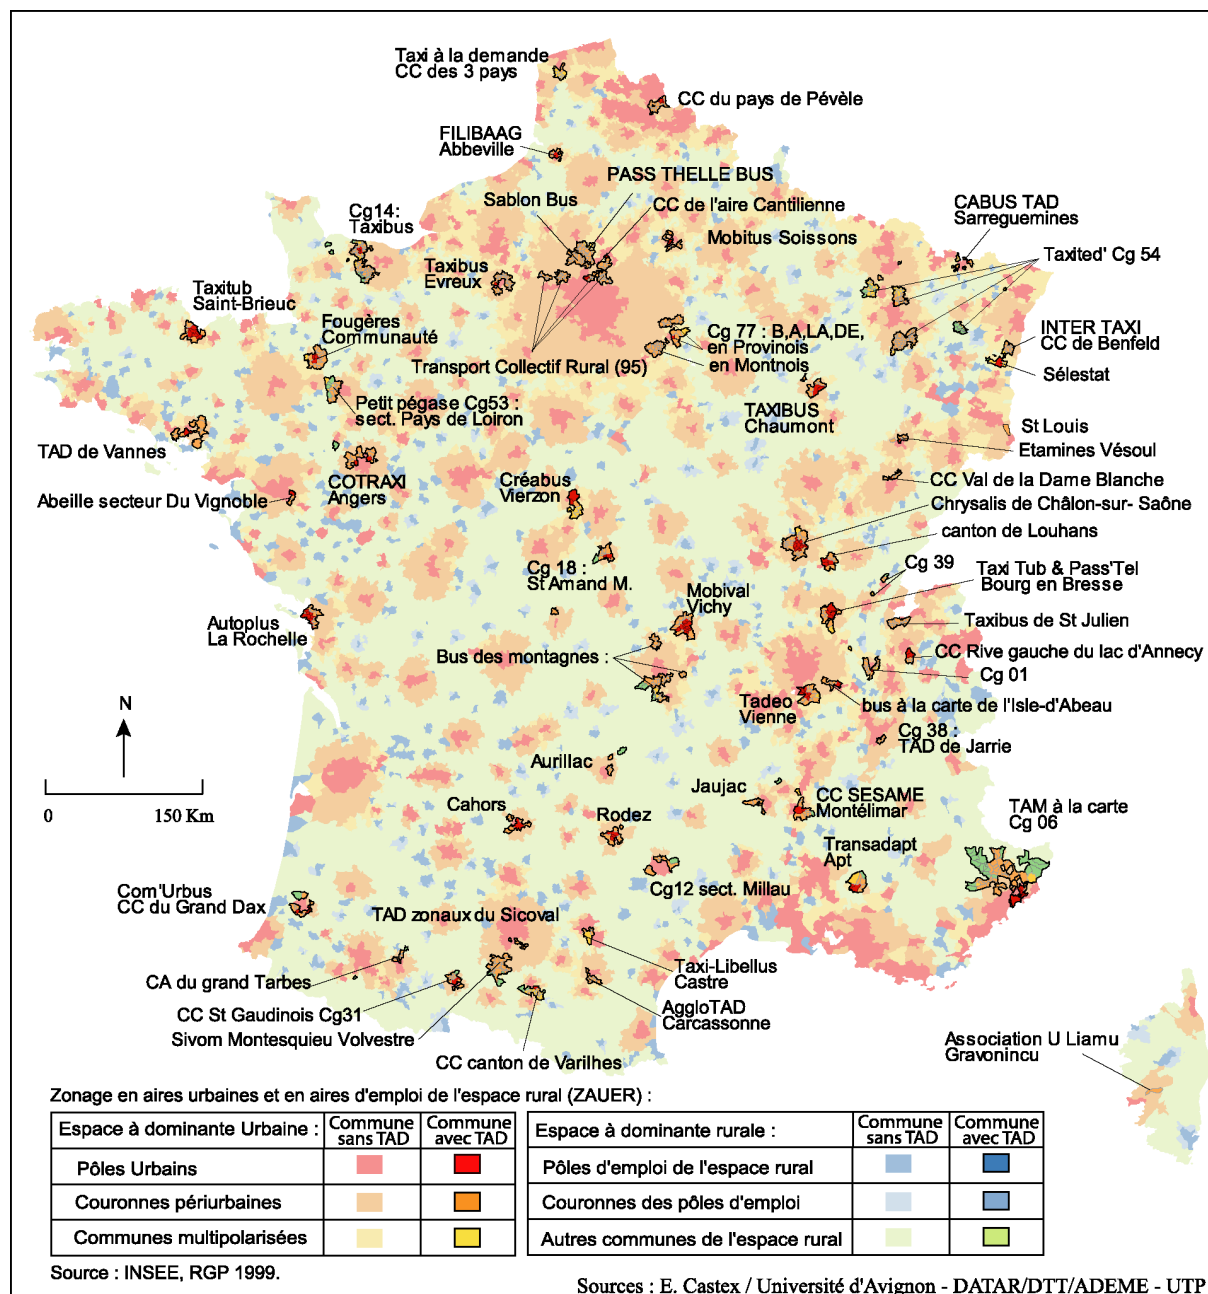 Taxi à la demande
CC des 3 pays
CC du pays de Pévèle
FILIBAAG
Abbeville
PASS THELLE BUS
Sablon Bus
CC de l'aire Cantilienne
CABUS TAD
Sarreguemines
Cg14:
Taxibus
Mobitus Soissons
Taxited' Cg 54
Taxibus
Evreux
Taxitub
Saint-Brieuc
Fougères
Communauté
Cg 77 : B,A,LA,DE,
en Provinois
en Montnois
INTER TAXI
CC de Benfeld
Transport Collectif Rural (95)
Sélestat
Petit pégase Cg53 :
sect. Pays de Loiron
TAXIBUS
Chaumont
St Louis
TAD de Vannes
Etamines Vésoul
COTRAXI
Angers
Créabus
Vierzon
CC Val de la Dame Blanche
Abeille secteur Du Vignoble
Chrysalis de Châlon-sur- Saône
canton de Louhans
Cg 18 :
St Amand M.
Cg 39
Taxi Tub & Pass'Tel
Bourg en Bresse
Mobival
Vichy
Autoplus
La Rochelle
Taxibus de St Julien
Bus des montagnes :
CC Rive gauche du lac d'Annecy
Cg 01
Tadeo
Vienne
bus à la carte de l'Isle-d'Abeau
N
Cg 38 :
TAD de Jarrie
Aurillac
Jaujac
0
150 Km
CC SESAME
Montélimar
TAM à la carte
Cg 06
Cahors
Rodez
Transadapt
Apt
Com'Urbus
CC du Grand Dax
Cg12 sect. Millau
TAD zonaux du Sicoval
CA du grand Tarbes
Taxi-Libellus
Castre
CC St Gaudinois Cg31
AggloTAD
Carcassonne
Sivom Montesquieu Volvestre
CC canton de Varilhes
Association U Liamu
Gravonincu
Zonage en aires urbaines et en aires d'emploi de l'espace rural (ZAUER) :
Espace à dominante Urbaine :
Commune
sans TAD
Commune
avec TAD
Pôles Urbains
Couronnes périurbaines
Communes multipolarisées
Espace à dominante rurale :
Commune
sans TAD
Commune
avec TAD
Pôles d'emploi de l'espace rural
Couronnes des pôles d'emploi
Autres communes de l'espace rural
Source : INSEE, RGP 1999.
Sources : E. Castex / Université d'Avignon - DATAR/DTT/ADEME - UTP